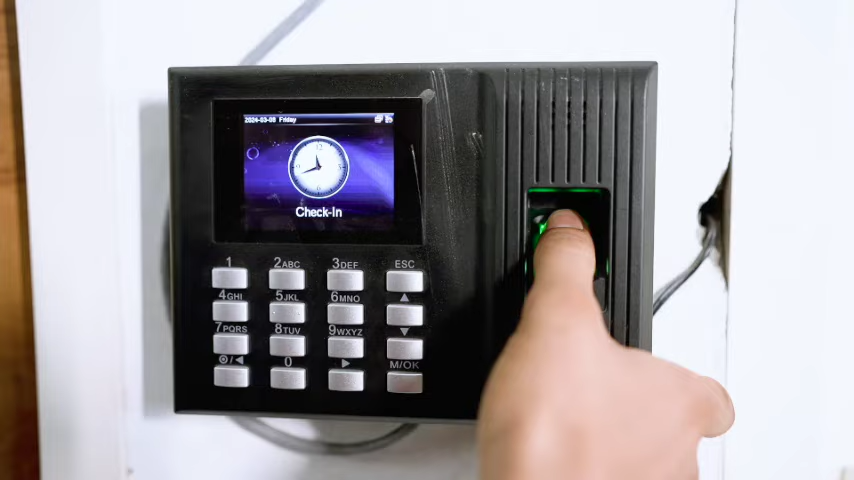 2024-03-08 Friday
Check-In
1 2ABC 3DEF ESC
4GHI 5JKL 6MNO
7PQRS 8TUV 9WXYZ
0 M/OK